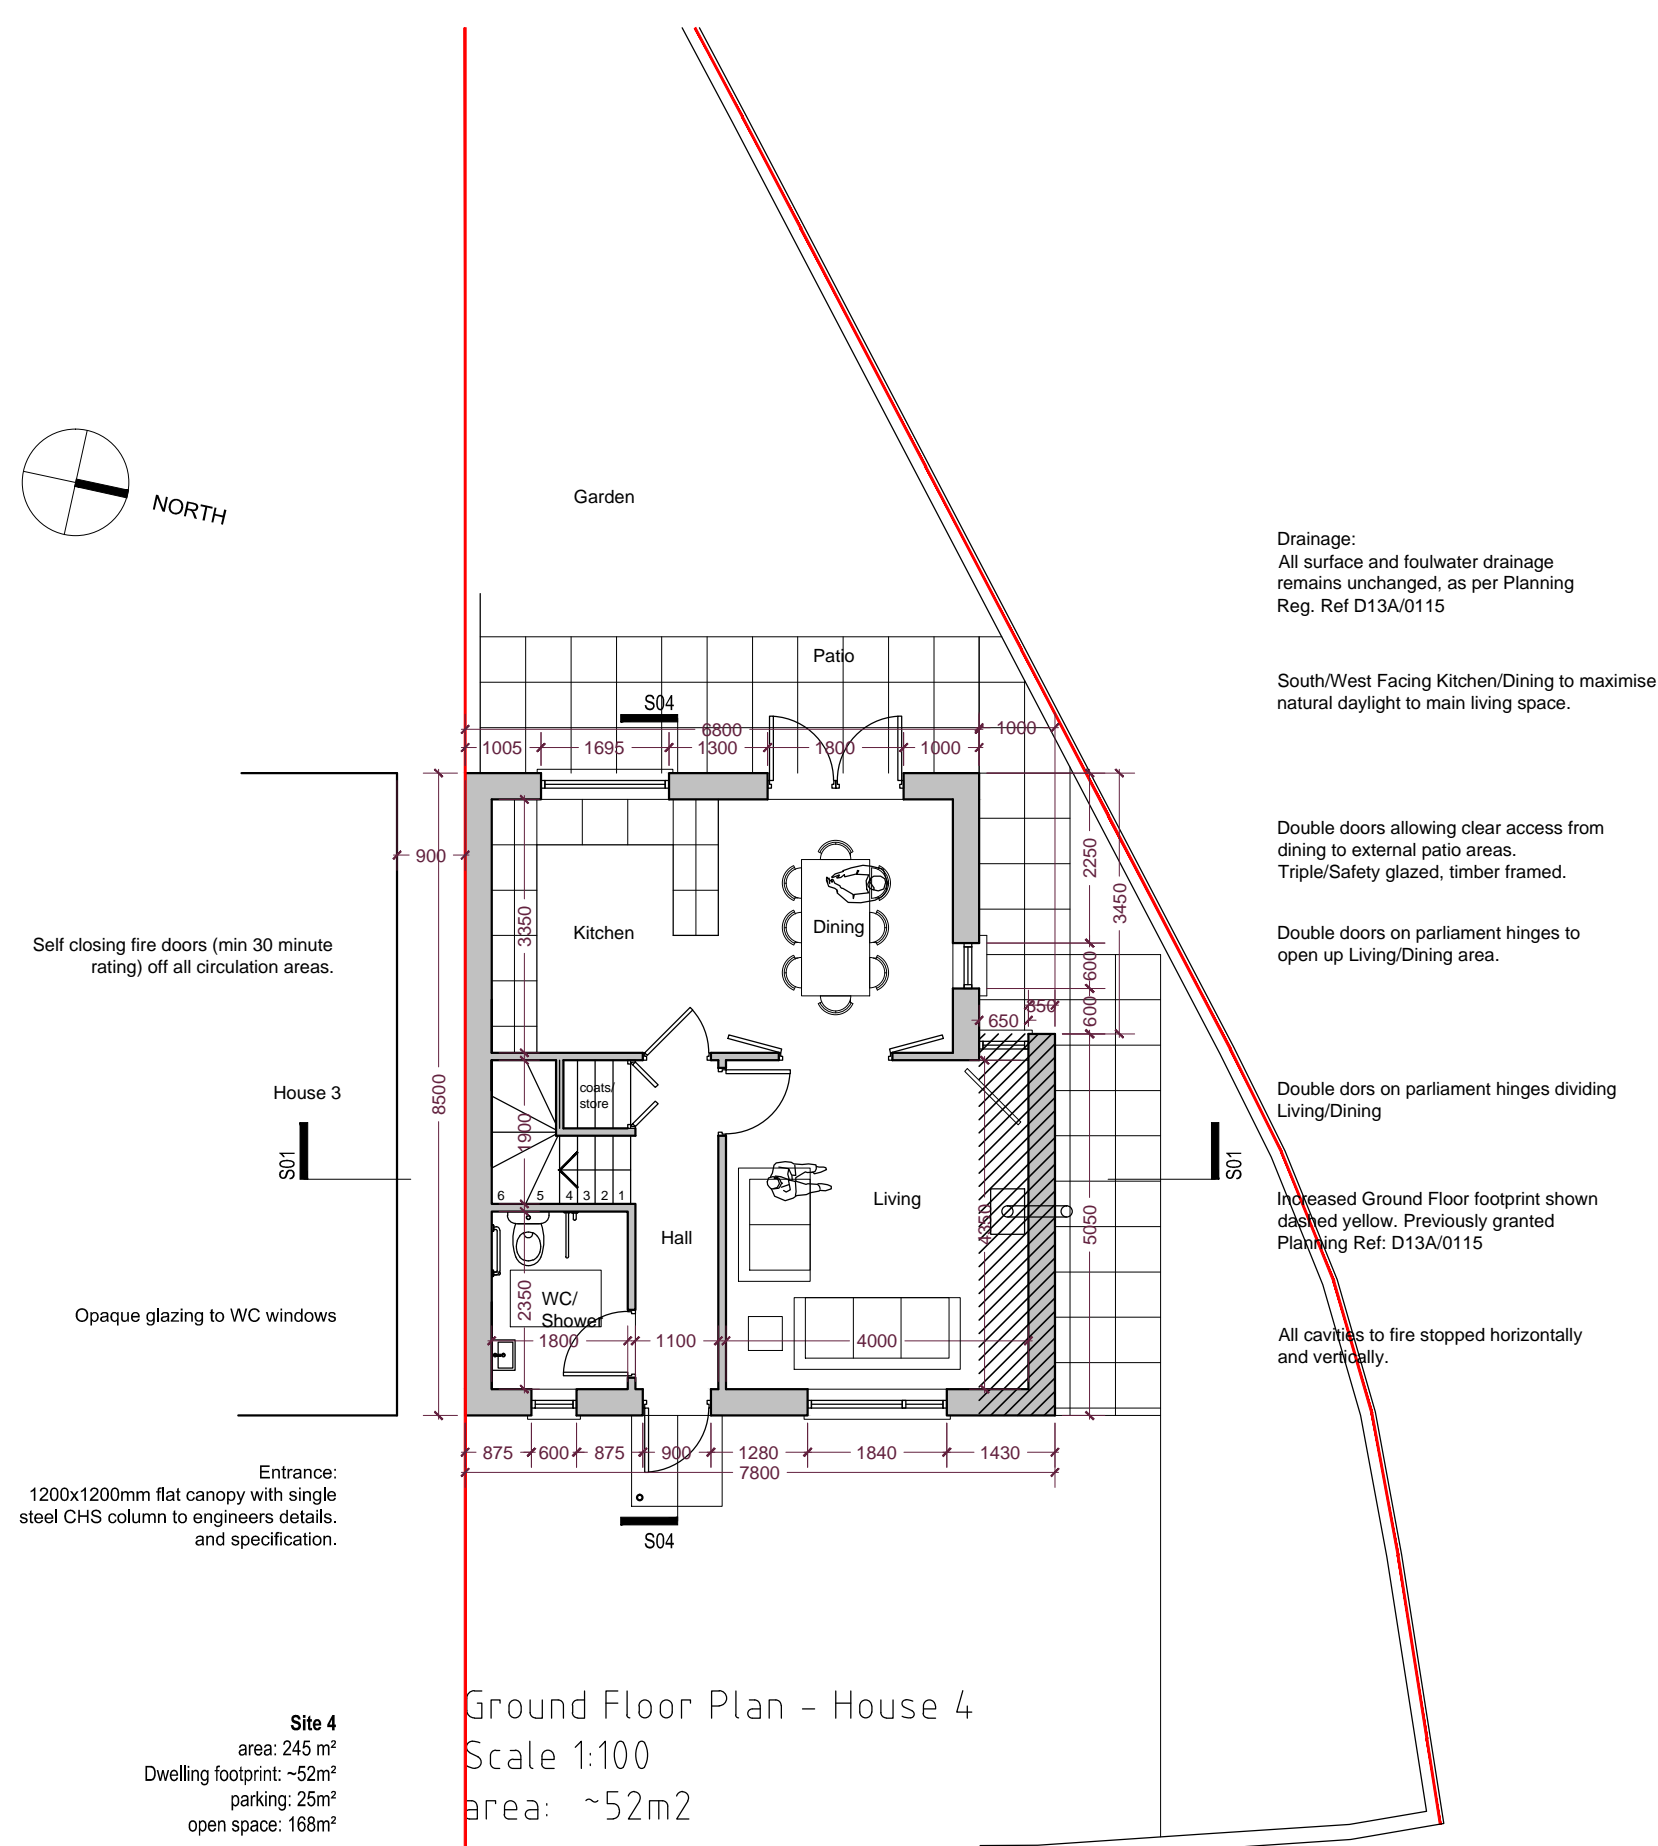 NORTH
Garden
Drainage:
All surface and foulwater drainage
remains unchanged, as per Planning
Reg. Ref D13A/0115
Patio
South/West Facing Kitchen/Dining to maximise
natural daylight to main living space.
S04
6800
1000
1005
1695
1300
1800
1000
Double doors allowing clear access from
dining to external patio areas.
Triple/Safety glazed, timber framed.
900
2250
3450
3350
Kitchen
Dining
Self closing fire doors (min 30 minute
rating) off all circulation areas.
Double doors on parliament hinges to
open up Living/Dining area.
600
600
350
650
House 3
8500
coats/
store
1900
Double dors on parliament hinges dividing
Living/Dining
S01
S01
6
5
4
3
2
1
Living
Hall
4350
5050
Increased Ground Floor footprint shown
dashed yellow. Previously granted
Planning Ref: D13A/0115
2350
WC/
Shower
Opaque glazing to WC windows
1800
1100
4000
All cavities to fire stopped horizontally
and vertically.
875
600
875
900
1280
1840
1430
7800
Entrance:
1200x1200mm flat canopy with single
steel CHS column to engineers details.
and specification.
S04
Ground Floor Plan - House 4
Scale 1:100
area: ~52m2
Site 4
area: 245 m²
Dwelling footprint: ~52m²
parking: 25m²
open space: 168m²